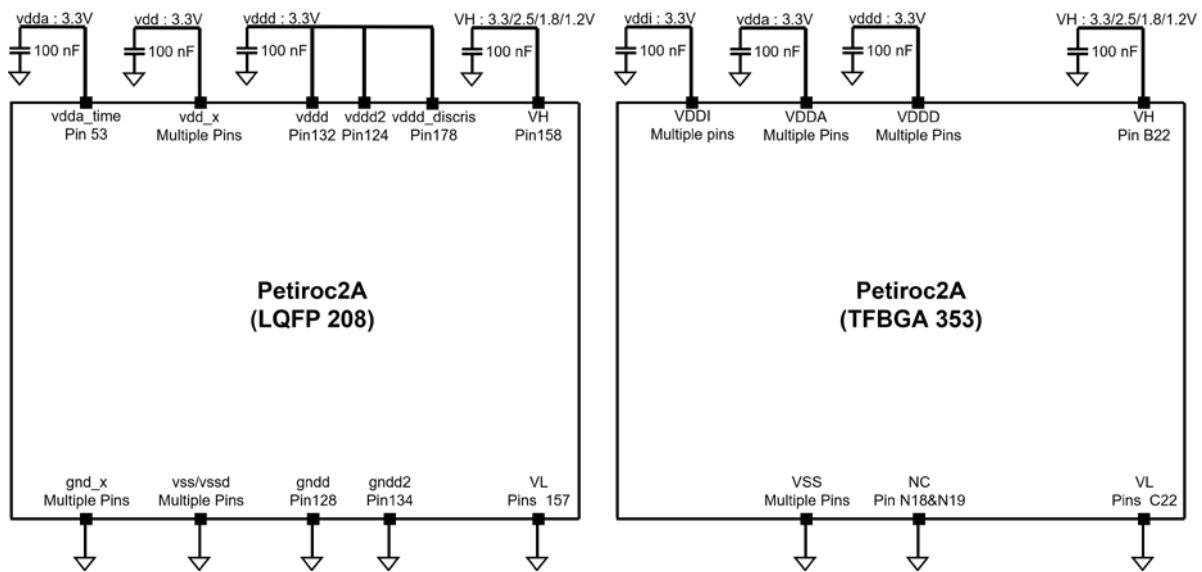 vdda : 3.3V
vdd : 3.3V
vddd : 3.3V
VH : 3.3/2.5/1.8/1.2V
100 nF
100 nF
100 nF
100 nF
vdda_time
Pin 53
vdd_x
Multiple Pins
vddd
Pin132
vddd2
Pin124
vddd_discris
Pin178
VH
Pin158
Petiroc2A
(LQFP 208)
gnd_x
Multiple Pins
vss/vssd
Multiple Pins
gndd
Pin128
gndd2
Pin134
VL
Pins 157
vddi : 3.3V
vdda : 3.3V
vddd : 3.3V
VH : 3.3/2.5/1.8/1.2V
100 nF
100 nF
100 nF
100 nF
VDDI
Multiple pins
VDDA
Multiple Pins
VDDD
Multiple Pins
VH
Pin B22
Petiroc2A
(TFBGA 353)
VSS
Multiple Pins
NC
Pin N18&N19
VL
Pins C22